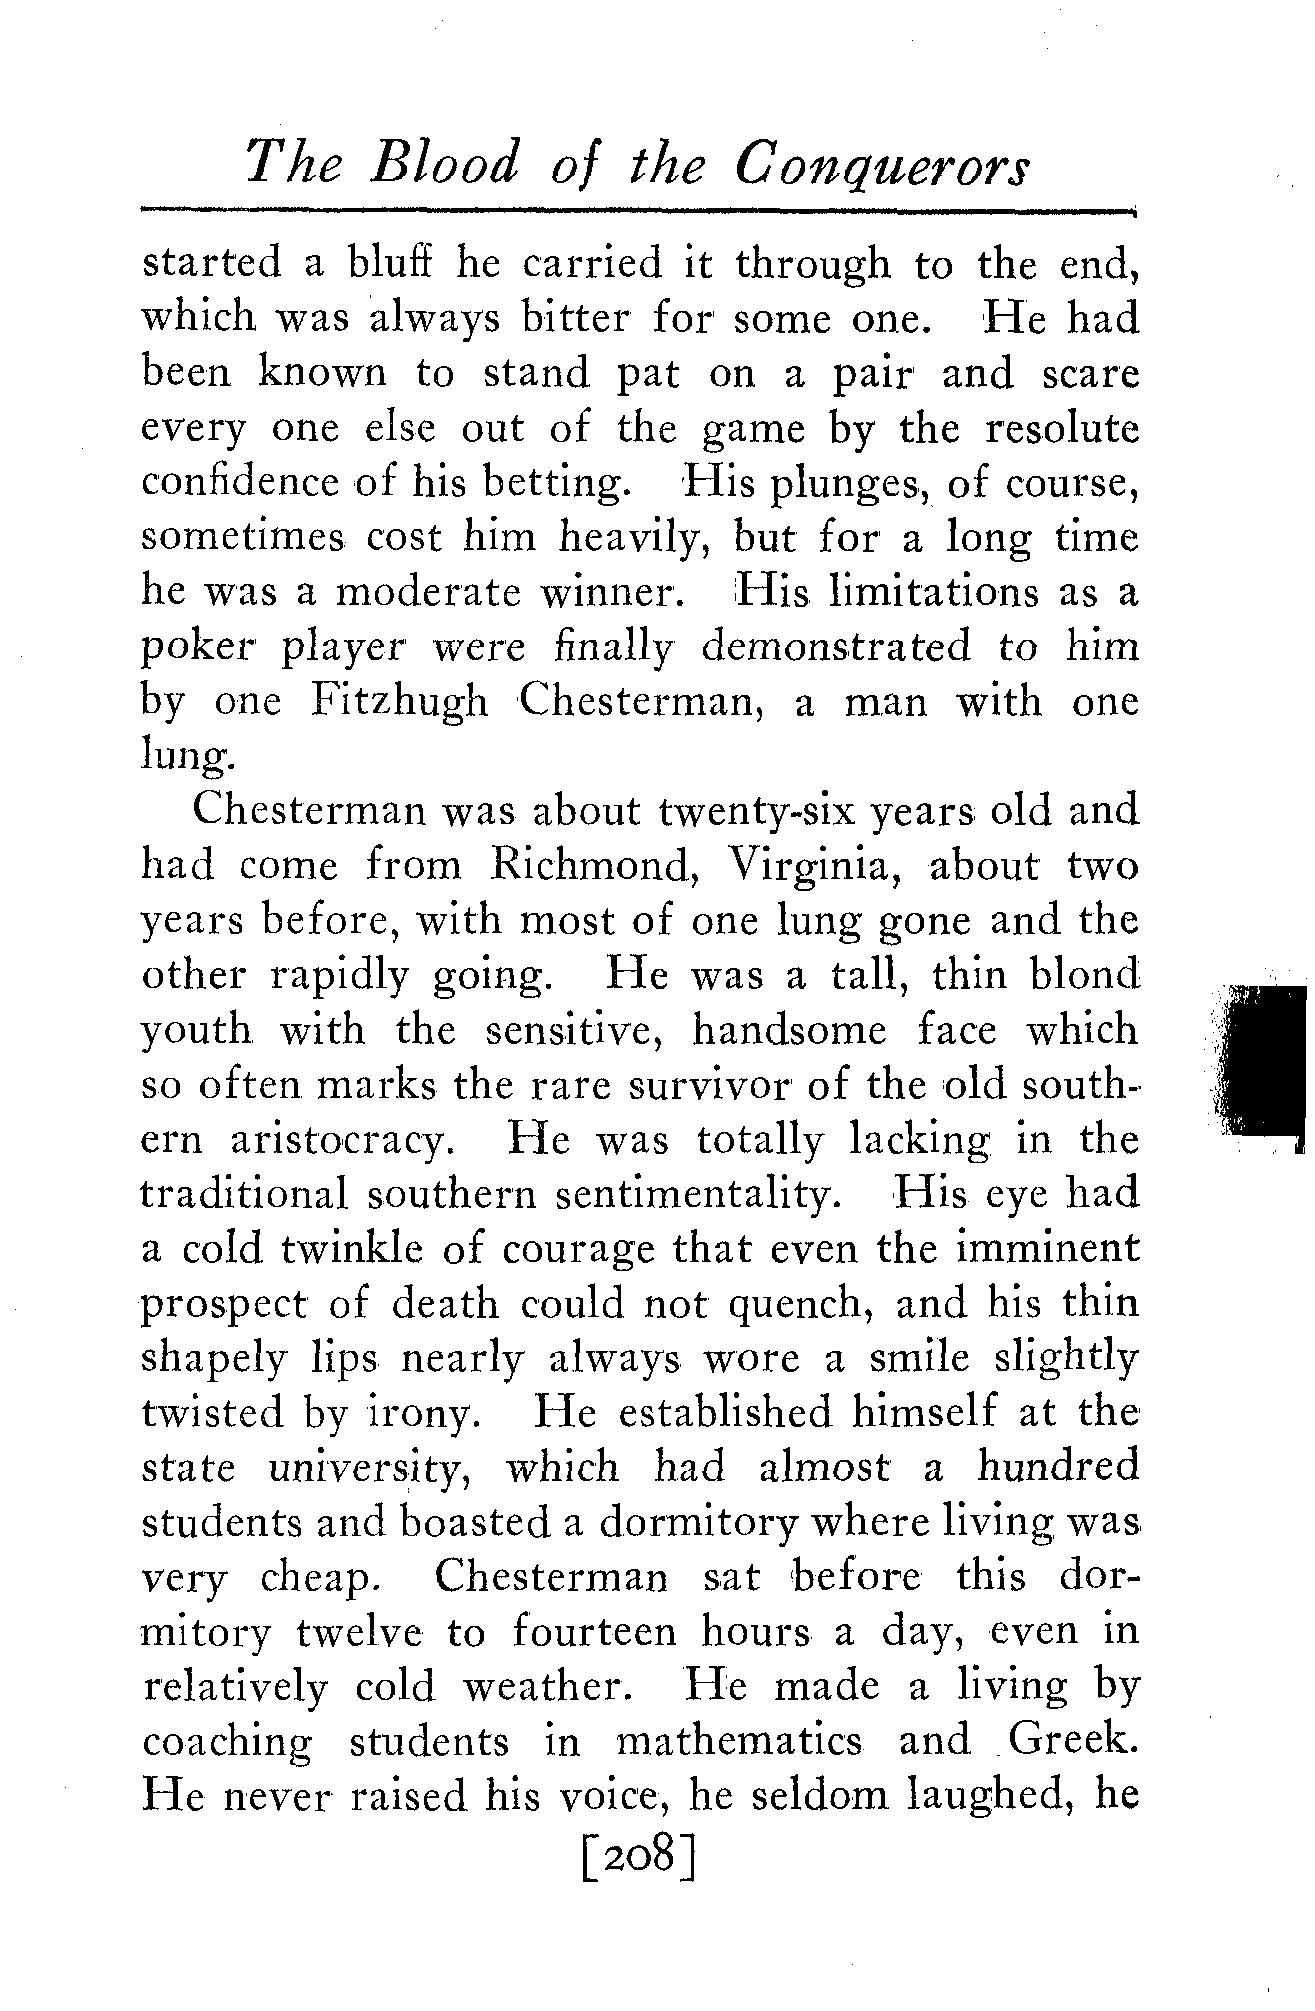 The Blood of the Conquerors
started a bluff he carried it through to the end,
which was always bitter for some one. He had
been known to stand pat on a pair and scare
every one else out of the game by the resolute
confidence of his betting. His plunges, of course,
sometimes cost him heavily, but for a long time
he was a moderate winner. His limitations as a
poker player were finally demonstrated to him
by one Fitzhugh Chesterman, a man with one
lung.
Chesterman was about twenty-six years old and
had come from Richmond, Virginia, about two
years before, with most of one lung gone and the
other rapidly going. He was a tall, thin blond
youth with the sensitive, handsome face which
so often marks the rare survivor of the old south-
ern aristocracy. He was totally lacking in the
traditional southern sentimentality. His eye had
a cold twinkle of courage that even the imminent
prospect of death could not quench, and his thin
shapely lips nearly always wore a smile slightly
twisted by irony. He established himself at the
state university, which had almost a hundred
students and boasted a dormitory where living was
very cheap. Chesterman sat before this dor-
mitory twelve to fourteen hours a day, even in
relatively cold weather. He made a living by
coaching students in mathematics and Greek.
He never raised his voice, he seldom laughed, he
[208]